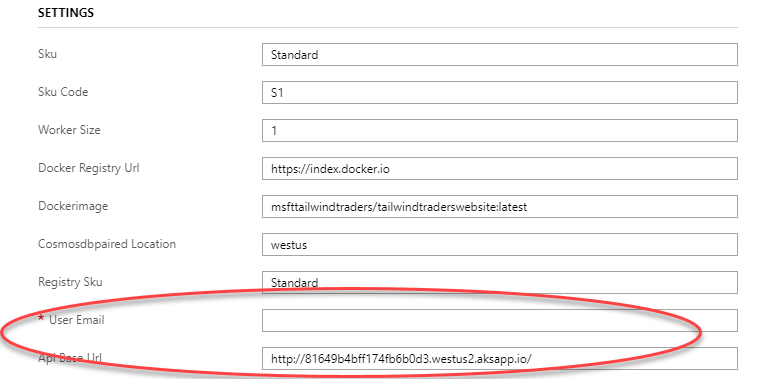 SETTINGS
Sku Standard
Sku Code S1
Worker Size 1
Docker Registry Url https://index.docker.io
Dockerimage msfttailwindtraders/tailwindtraderswebsite:latest
Cosmosdbpaired Location westus
Registry Sku Standard
* User Email
Api Base Url http://81649b4bff174fb6b0d3.westus2.aksapp.io/